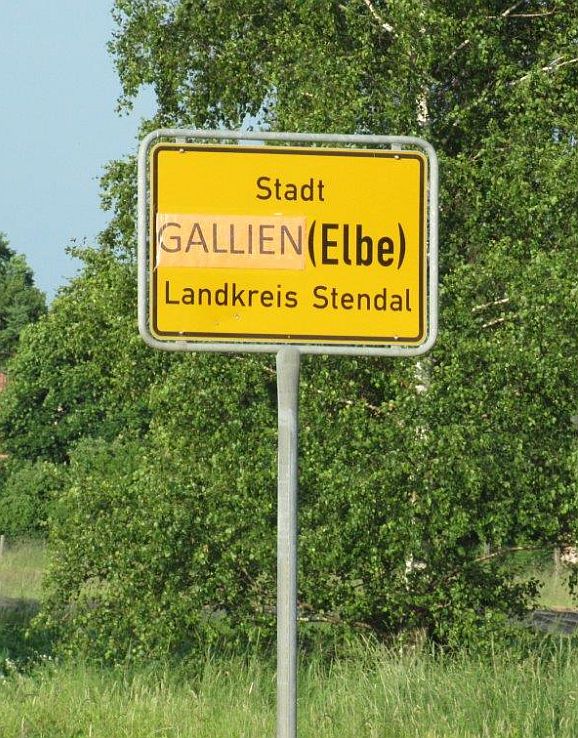 Stadt
GALLIEN (Elbe)
Landkreis Stendal